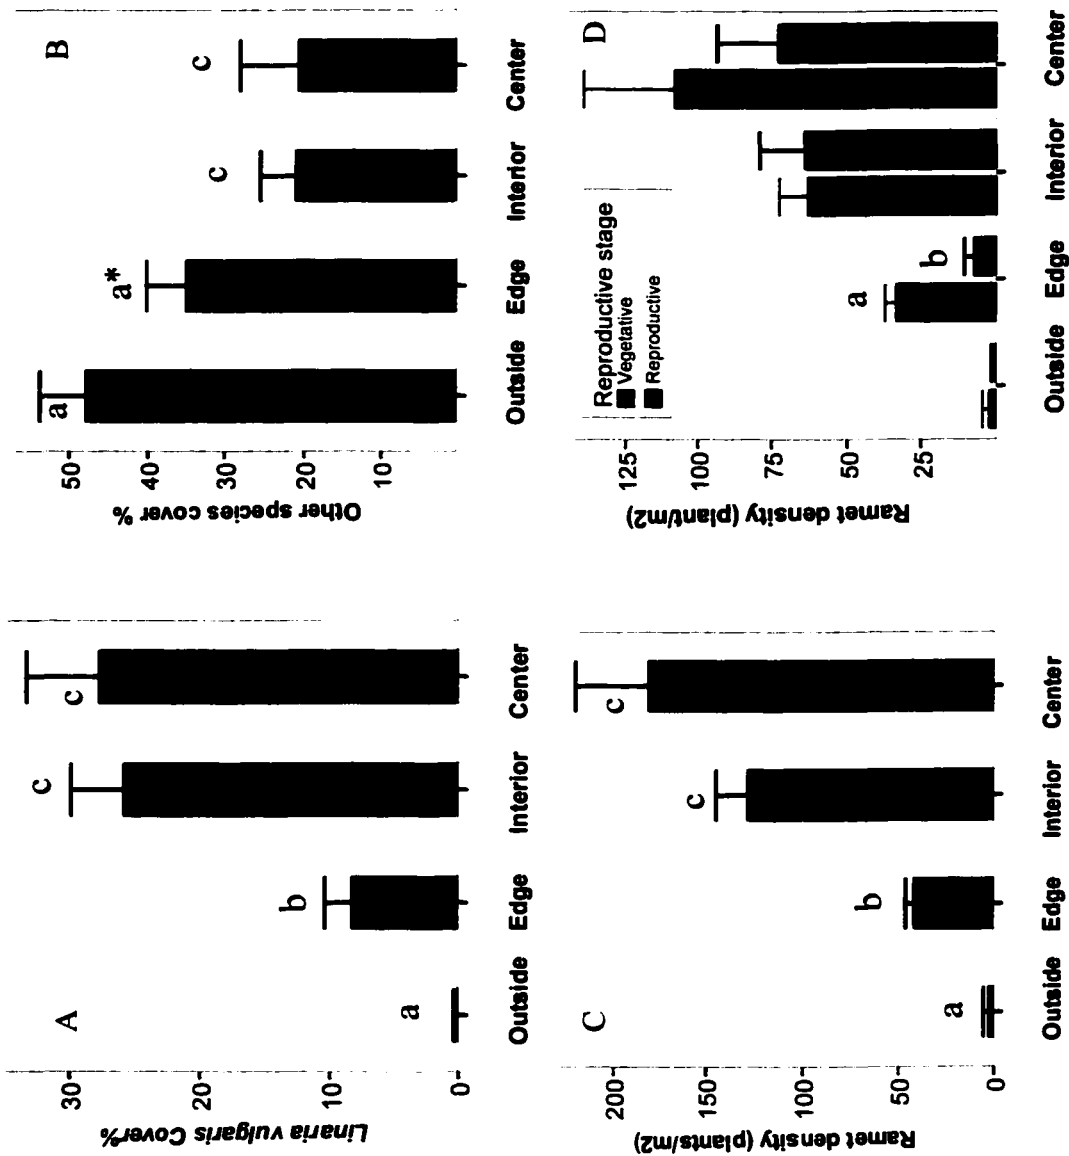 A
Linaria vulgaris Cover%
30
20
10
0
a
b
c
c
Outside Edge Interior Center
B
Other species cover %
50
40
30
20
10
a
a*
c
c
Outside Edge Interior Center
C
Ramet density (plants/m2)
200
150
100
50
0
a
b
c
c
Outside Edge Interior Center
D
Ramet density (plant/m2)
125
100
75
50
25
Reproductive stage
Vegetative
Reproductive
a
b
Outside Edge Interior Center